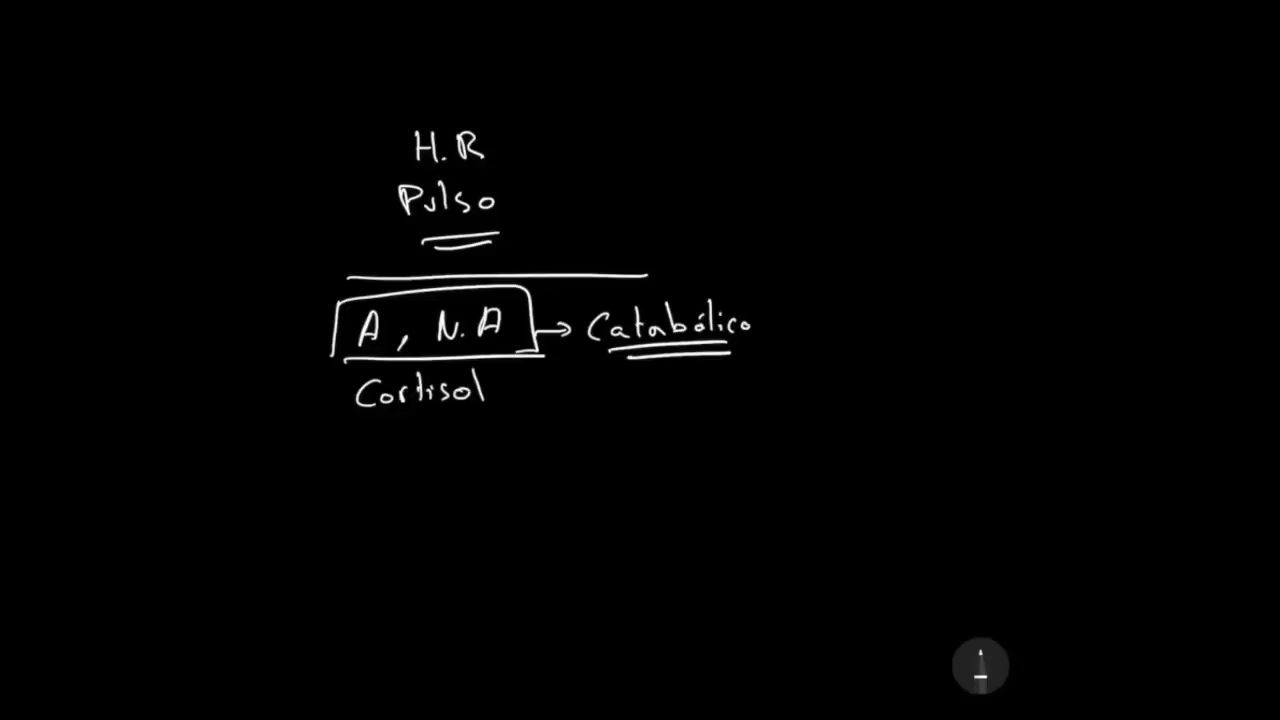 H.R
Pulso
A, N.A → Catabólico
Cortisol